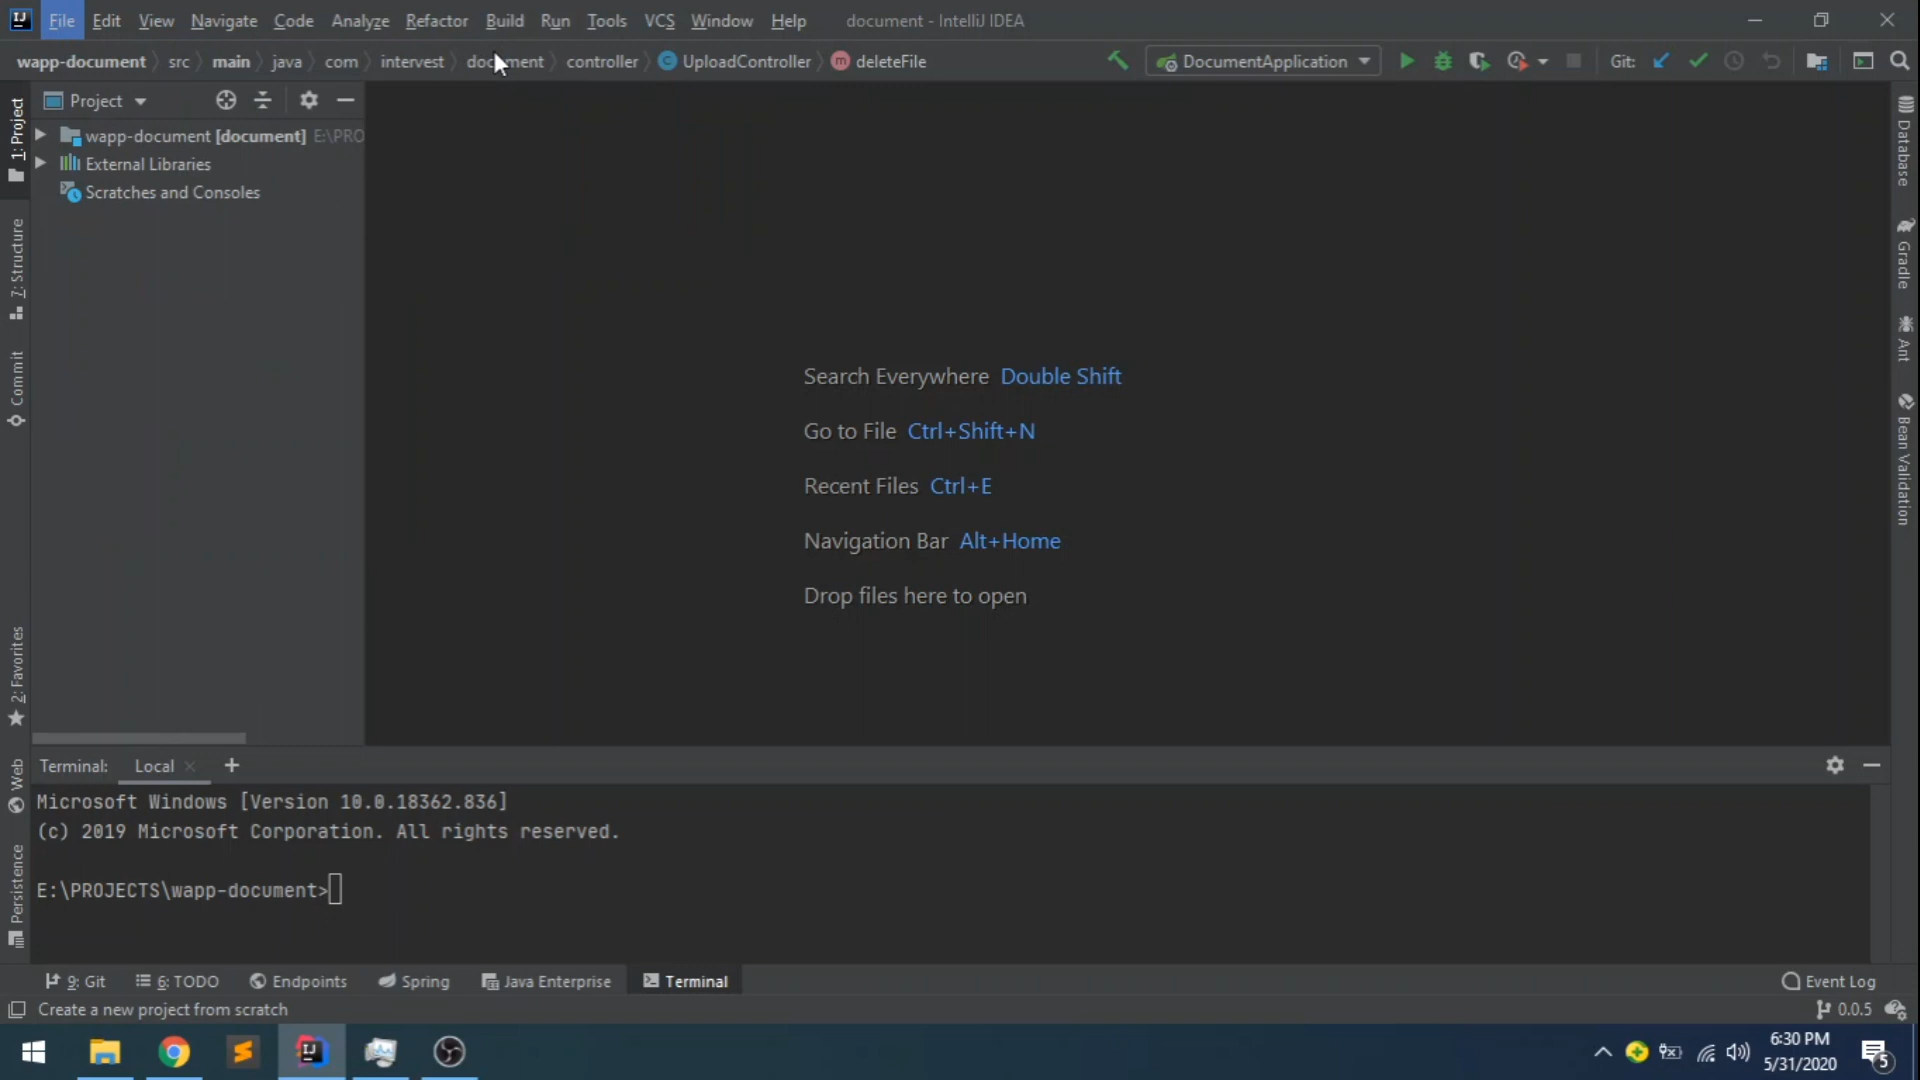 File Edit View Navigate Code Analyze Refactor Build Run Tools VCS Window Help document - IntelliJ IDEA
wapp-document src main java com intervest document controller UploadController deleteFile DocumentApplication Git:
Project
wapp-document [document] E:\PRO
External Libraries
Scratches and Consoles
1: Project
7: Structure
Commit
2: Favorites
Web
Persistence
Search Everywhere Double Shift
Go to File Ctrl+Shift+N
Recent Files Ctrl+E
Navigation Bar Alt+Home
Drop files here to open
Database
Gradle
Ant
Bean Validation
Terminal: Local +
Microsoft Windows [Version 10.0.18362.836]
(c) 2019 Microsoft Corporation. All rights reserved.
E:\PROJECTS\wapp-document>
9: Git 6: TODO Endpoints Spring Java Enterprise Terminal Event Log
Create a new project from scratch 0.0.5
6:30 PM
5/31/2020
5